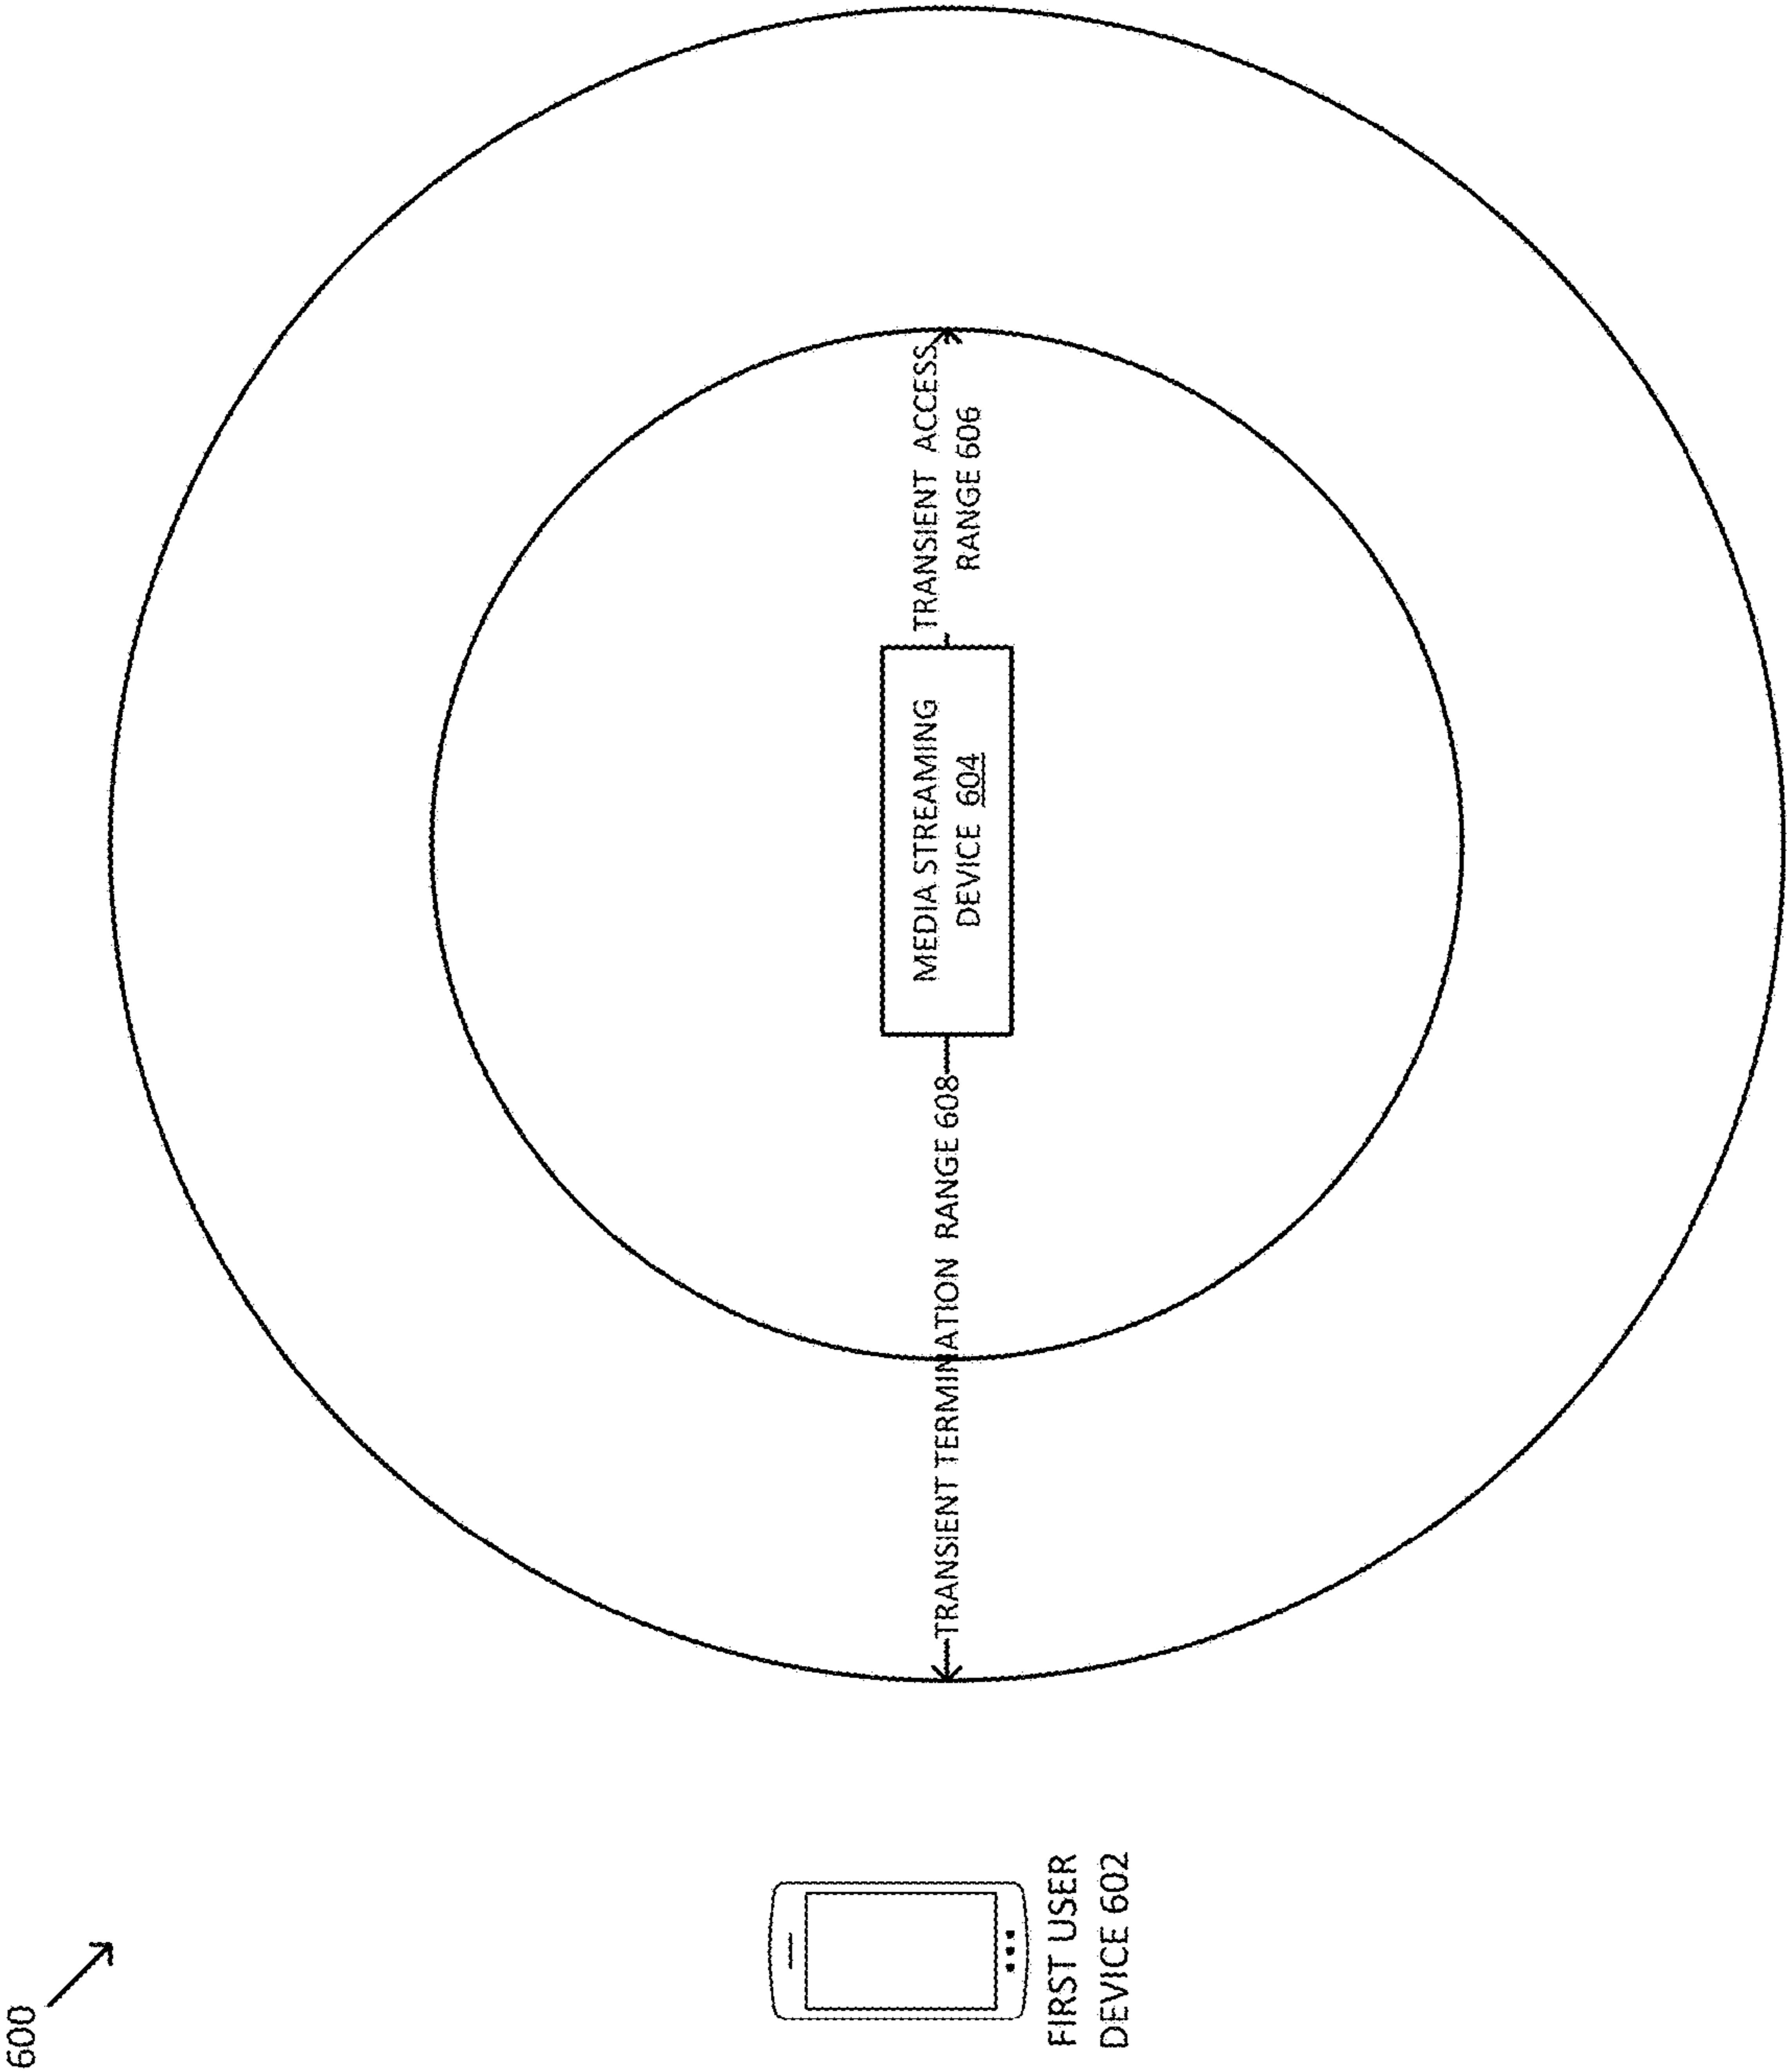 600
FIRST USER
DEVICE 602
TRANSIENT TERMINATION RANGE 608
MEDIA STREAMING
DEVICE 604
TRANSIENT ACCESS
RANGE 606